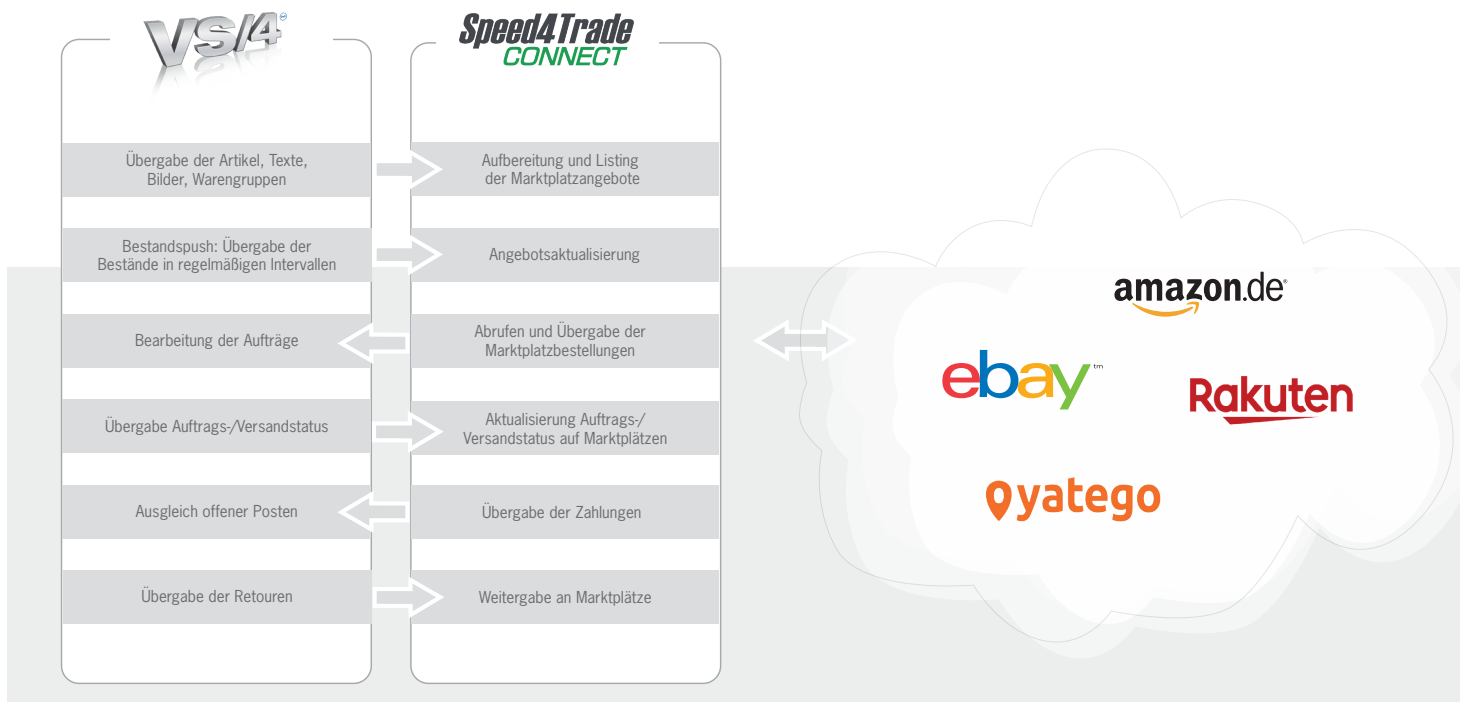 VS/4
Speed4Trade
CONNECT
Übergabe der Artikel, Texte,
Bilder, Warengruppen
Aufbereitung und Listing
der Marktplatzangebote
Bestandspush: Übergabe der
Bestände in regelmäßigen Intervallen
Angebotsaktualisierung
Bearbeitung der Aufträge
Abrufen und Übergabe der
Marktplatzbestellungen
Übergabe Auftrags-/Versandstatus
Aktualisierung Auftrags-/
Versandstatus auf Marktplätzen
Ausgleich offener Posten
Übergabe der Zahlungen
Übergabe der Retouren
Weitergabe an Marktplätze
amazon.de
ebay™
Rakuten
yatego